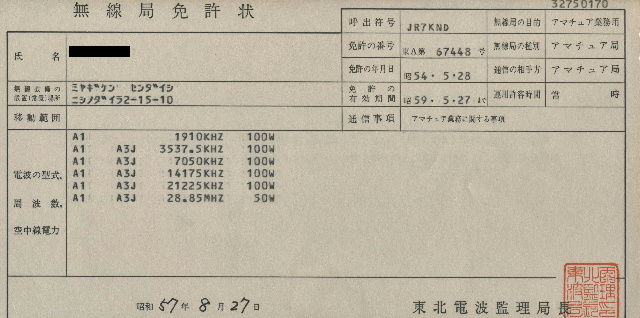 32750170
無線局免許状
呼出符号 JR7KND 無線局の目的 アマチュア業務用
氏名 免許の番号 東A第 67448 号 無線局の種別 アマチュア局
免許の年月日 昭54・5・28 通信の相手方 アマチュア局
無線設備の設置(常置)場所 ミヤギケン センダイシ
ニシノダイラ2-15-10
免許の有効期間 昭59・5・27まで 運用許容時間 常時
移動範囲 通信事項 アマチュア業務に関する事項
電波の型式, 周波数, 空中線電力
A1 1910KHZ 100W
A1 A3J 3537.5KHZ 100W
A1 A3J 7050KHZ 100W
A1 A3J 14175KHZ 100W
A1 A3J 21225KHZ 100W
A1 A3J 28.85MHZ 50W
昭和57年8月27日
東北電波監理局長